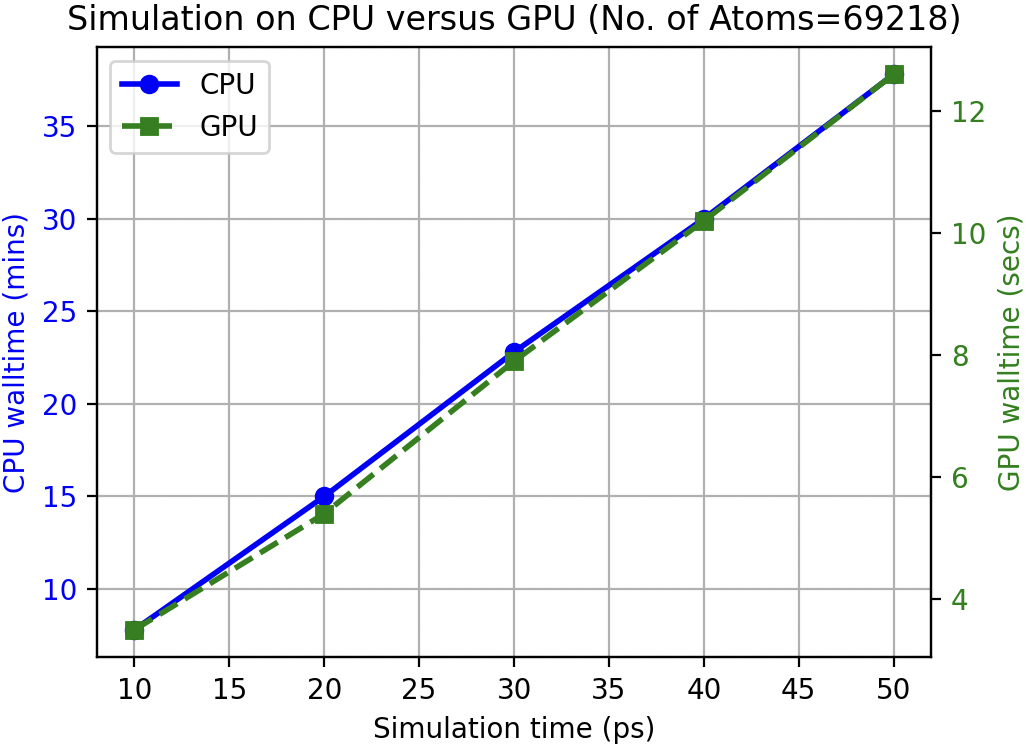 Simulation on CPU versus GPU (No. of Atoms=69218)
CPU
GPU
CPU walltime (mins)
35
30
25
20
15
10
12
10
8
6
4
GPU walltime (secs)
10 15 20 25 30 35 40 45 50
Simulation time (ps)